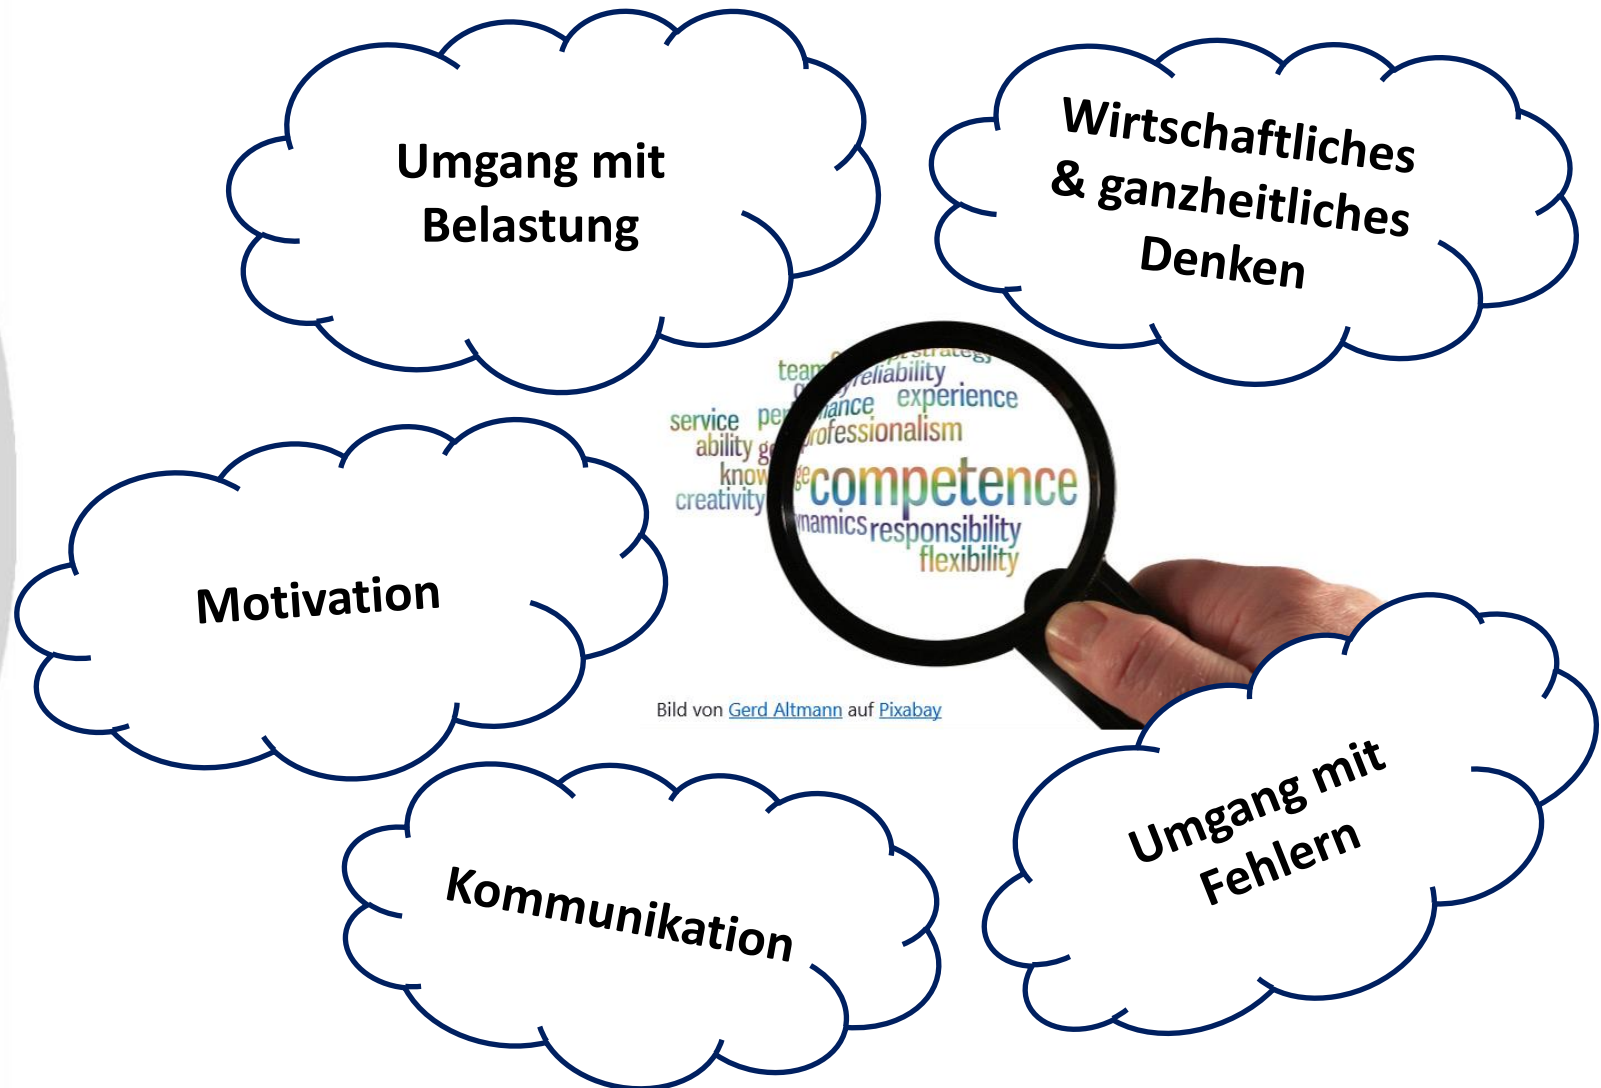 Umgang mit
Belastung
Wirtschaftliches
& ganzheitliches
Denken
strategy
reliability
experience
service
professionalism
ability
competence
creativity
responsibility
flexibility
Motivation
Bild von Gerd Altmann auf Pixabay
Umgang mit
Fehlern
Kommunikation